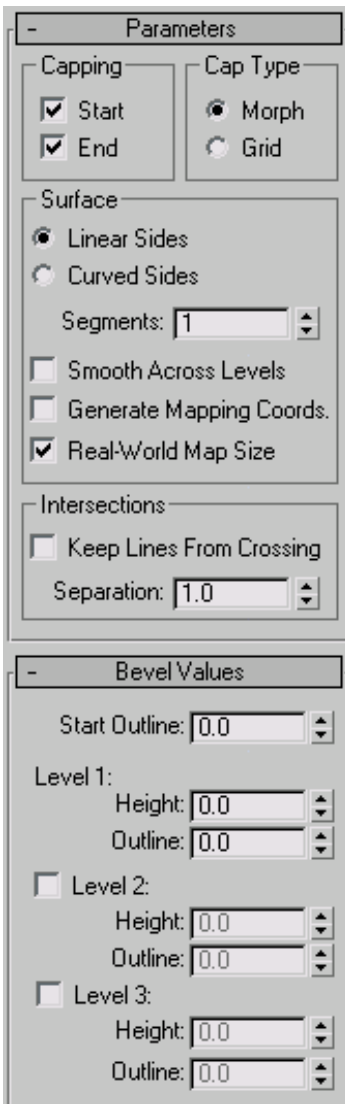 - Parameters
Capping
Start
End
Cap Type
Morph
Grid
Surface
Linear Sides
Curved Sides
Segments: 1
Smooth Across Levels
Generate Mapping Coords.
Real-World Map Size
Intersections
Keep Lines From Crossing
Separation: 1.0
- Bevel Values
Start Outline: 0.0
Level 1:
Height: 0.0
Outline: 0.0
Level 2:
Height: 0.0
Outline: 0.0
Level 3:
Height: 0.0
Outline: 0.0